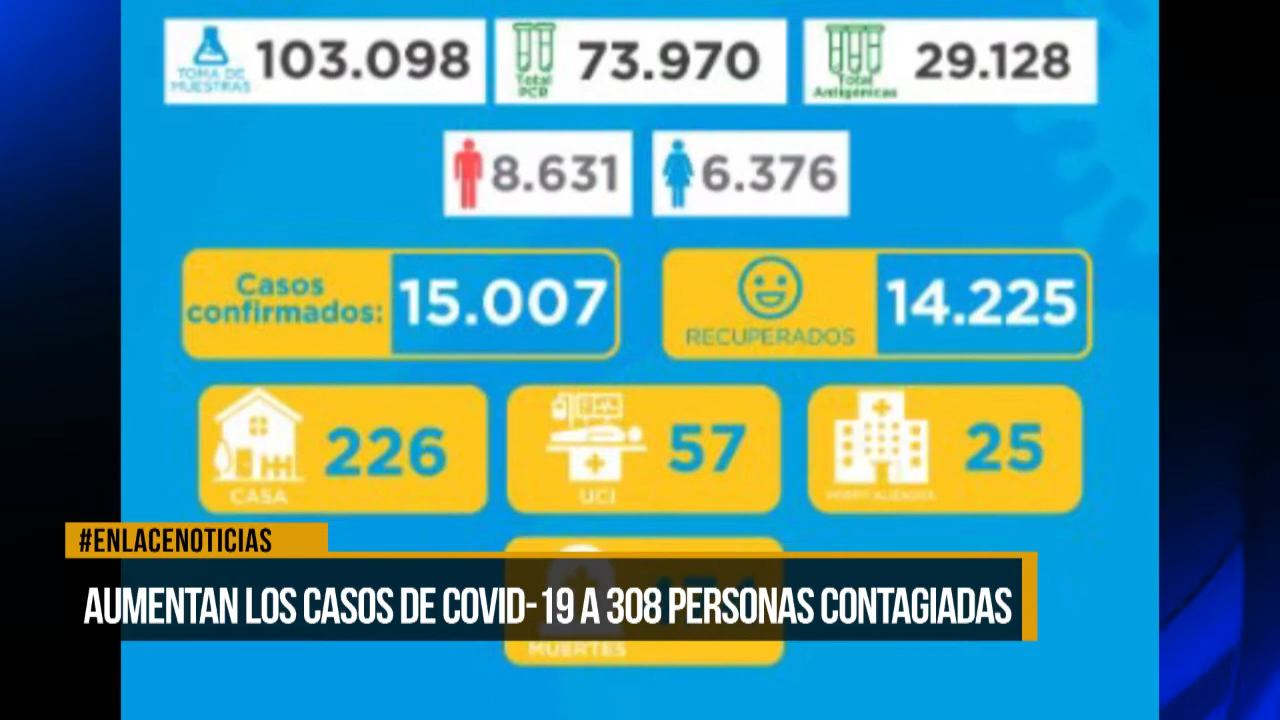 TOMA DE
MUESTRAS
103.098
Total
PCR
73.970
Total
Antigénicas
29.128
8.631
6.376
Casos
confirmados:
15.007
RECUPERADOS
14.225
CASA
226
UCI
57
HOSPITALIZADOS
25
#ENLACENOTICIAS
AUMENTAN LOS CASOS DE COVID-19 A 308 PERSONAS CONTAGIADAS
MUERTES